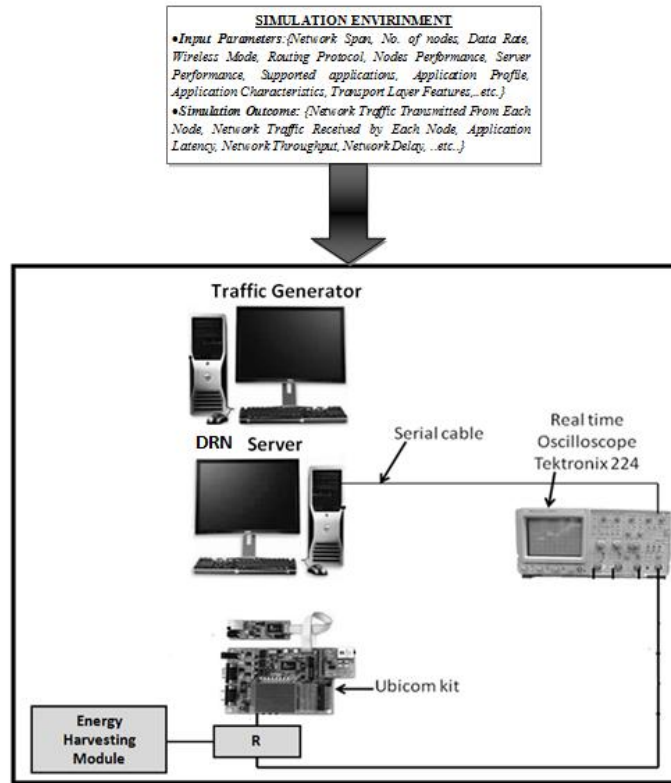 SIMULATION ENVIRINMENT
•Input Parameters:{Network Span, No. of nodes, Data Rate,
Wireless Mode, Routing Protocol, Nodes Performance, Server
Performance, Supported applications, Application Profile,
Application Characteristics, Transport Layer Features,..etc.}
•Simulation Outcome: {Network Traffic Transmitted From Each
Node, Network Traffic Received by Each Node, Application
Latency, Network Throughput, Network Delay, ..etc..}
Traffic Generator
DRN Server
Serial cable
Real time
Oscilloscope
Tektronix 224
Ubicom kit
Energy
Harvesting
Module
R